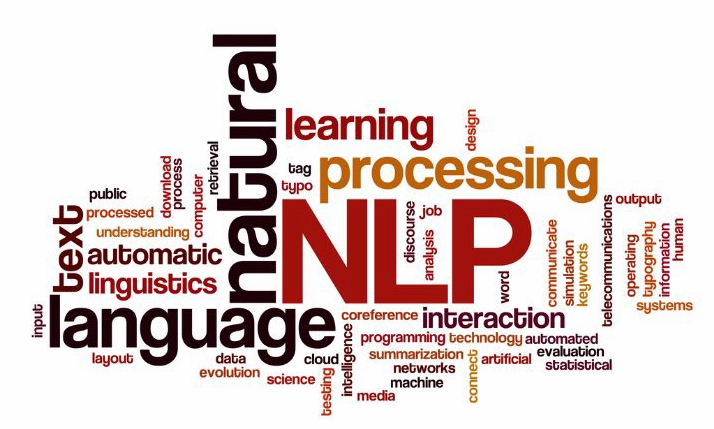 natural
learning
design
retrieval
download
process
tag
processing
typo
public
computer
processed
text
understanding
automatic
linguistics
NLP
discourse
job
analysis
word
communicate
simulation
keywords
telecommunications
output
operating
typography
information
human
systems
input
language
coreference
interaction
programming
technology
automated
layout
data
evolution
science
cloud
testing
intelligence
summarization
networks
machine
media
connect
artificial
evaluation
statistical